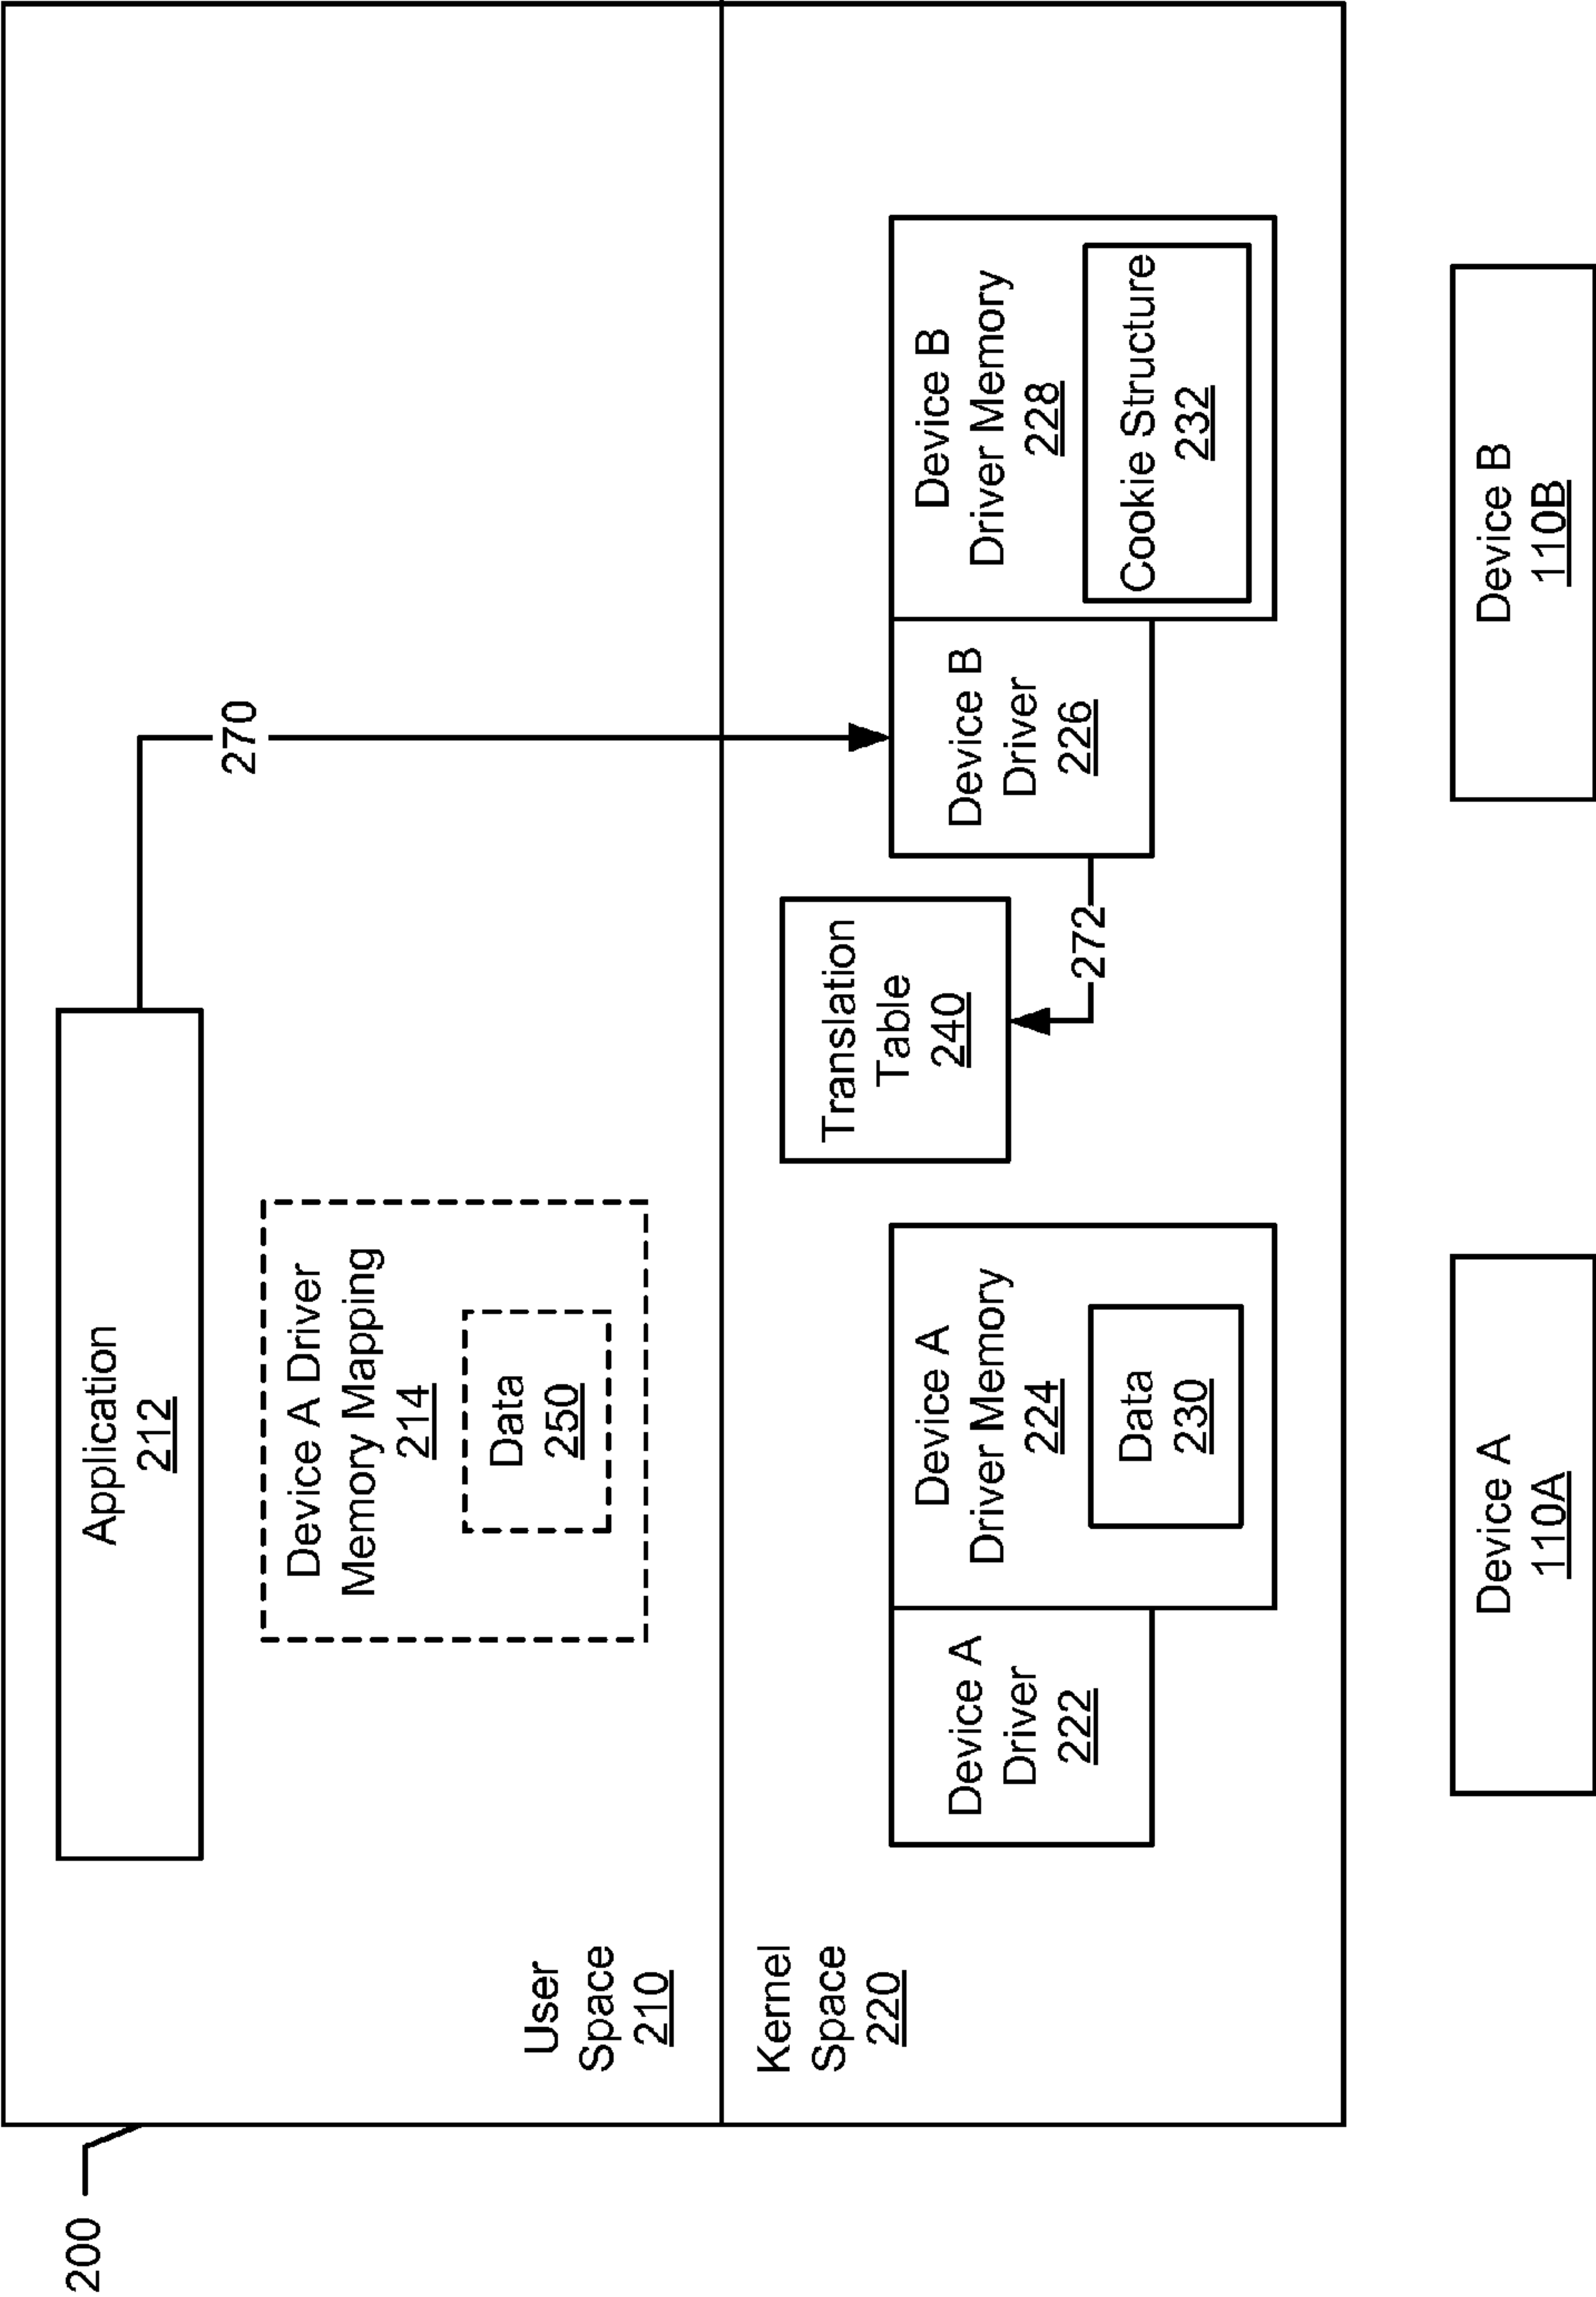 200
Application
212
270
Device A Driver
Memory Mapping
214
Data
250
User
Space
210
Kernel
Space
220
Device A
Driver
222
Device A
Driver Memory
224
Data
230
Translation
Table
240
272
Device B
Driver
226
Device B
Driver Memory
228
Cookie Structure
232
Device A
110A
Device B
110B